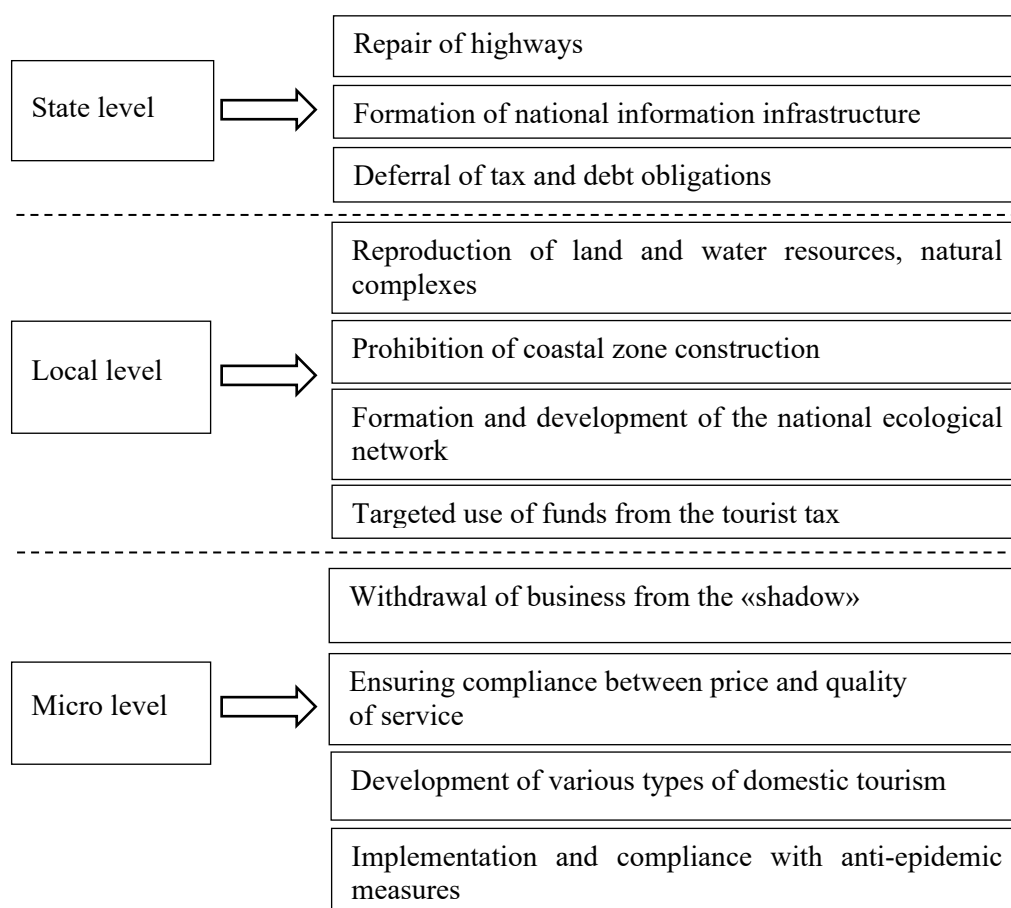 State level
Repair of highways
Formation of national information infrastructure
Deferral of tax and debt obligations
Local level
Reproduction of land and water resources, natural
complexes
Prohibition of coastal zone construction
Formation and development of the national ecological
network
Targeted use of funds from the tourist tax
Micro level
Withdrawal of business from the «shadow»
Ensuring compliance between price and quality
of service
Development of various types of domestic tourism
Implementation and compliance with anti-epidemic
measures